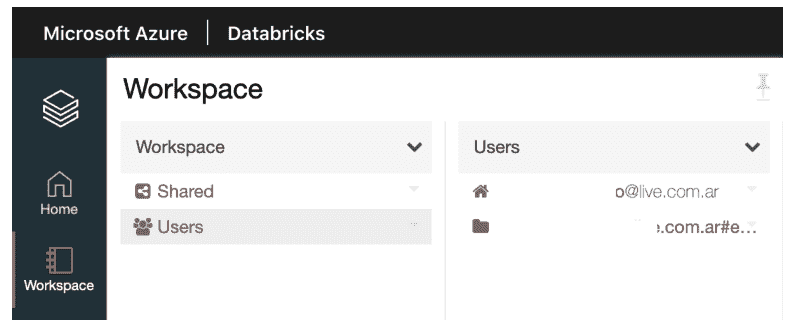 Microsoft Azure | Databricks
Workspace
Workspace
Users
Shared
o@live.com.ar
Users
.com.ar#e...
Home
Workspace